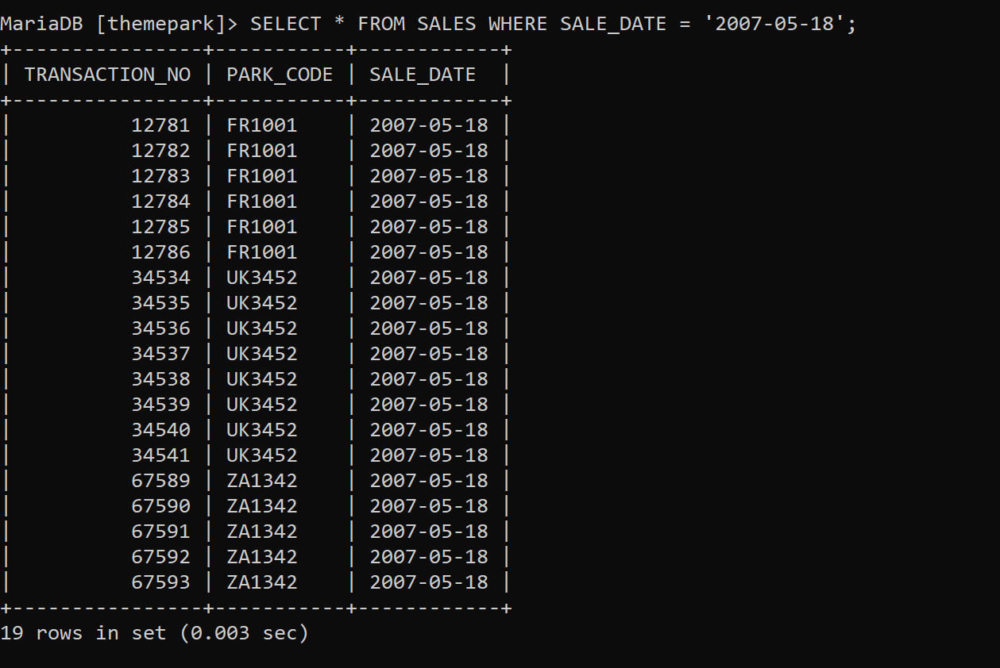 MariaDB [themepark]> SELECT * FROM SALES WHERE SALE_DATE = '2007-05-18';
+----------------+-----------+------------+
| TRANSACTION_NO | PARK_CODE | SALE_DATE  |
+----------------+-----------+------------+
|          12781 | FR1001    | 2007-05-18 |
|          12782 | FR1001    | 2007-05-18 |
|          12783 | FR1001    | 2007-05-18 |
|          12784 | FR1001    | 2007-05-18 |
|          12785 | FR1001    | 2007-05-18 |
|          12786 | FR1001    | 2007-05-18 |
|          34534 | UK3452    | 2007-05-18 |
|          34535 | UK3452    | 2007-05-18 |
|          34536 | UK3452    | 2007-05-18 |
|          34537 | UK3452    | 2007-05-18 |
|          34538 | UK3452    | 2007-05-18 |
|          34539 | UK3452    | 2007-05-18 |
|          34540 | UK3452    | 2007-05-18 |
|          34541 | UK3452    | 2007-05-18 |
|          67589 | ZA1342    | 2007-05-18 |
|          67590 | ZA1342    | 2007-05-18 |
|          67591 | ZA1342    | 2007-05-18 |
|          67592 | ZA1342    | 2007-05-18 |
|          67593 | ZA1342    | 2007-05-18 |
+----------------+-----------+------------+
19 rows in set (0.003 sec)